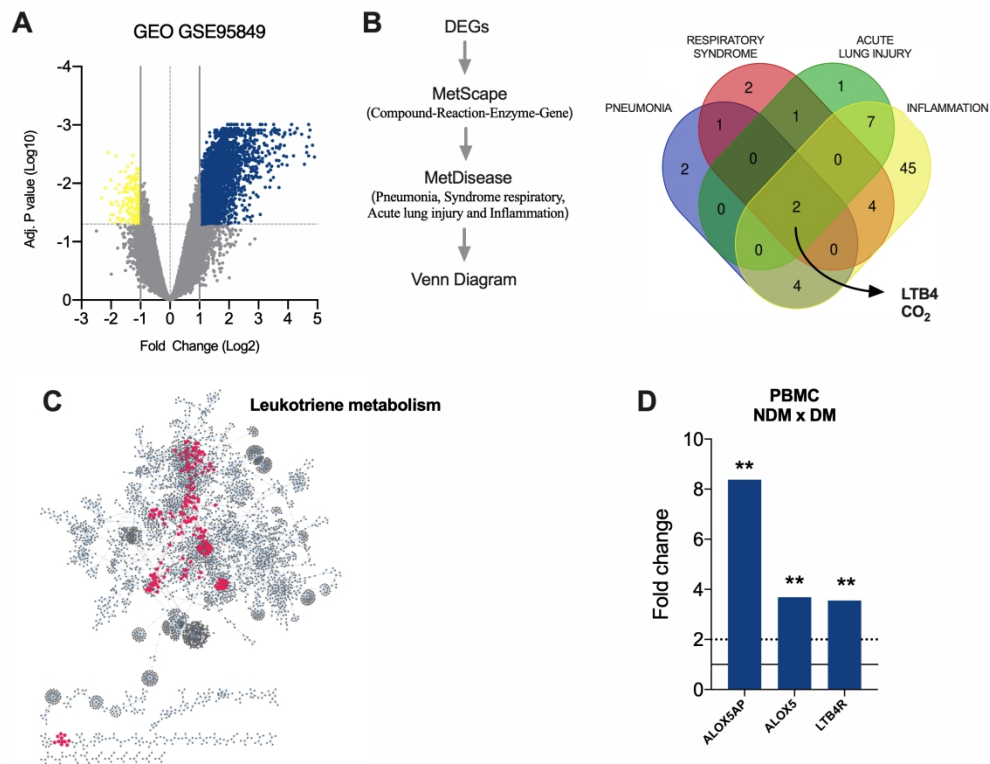 A
GEO GSE95849
Adj. P value (Log10)
-4
-3
-2
-1
0
-3 -2 -1 0 1 2 3 4 5
Fold Change (Log2)
B
DEGs
MetScape
(Compound-Reaction-Enzyme-Gene)
MetDisease
(Pneumonia, Syndrome respiratory,
Acute lung injury and Inflammation)
Venn Diagram
RESPIRATORY
SYNDROME
ACUTE
LUNG INJURY
PNEUMONIA
INFLAMMATION
2
1
1
1
7
2
0
0
45
0
2
4
0
0
4
LTB4
CO₂
C
Leukotriene metabolism
D
PBMC
NDM x DM
Fold change
10
8
6
4
2
0
**
**
**
ALOX5AP
ALOX5
LTB4R